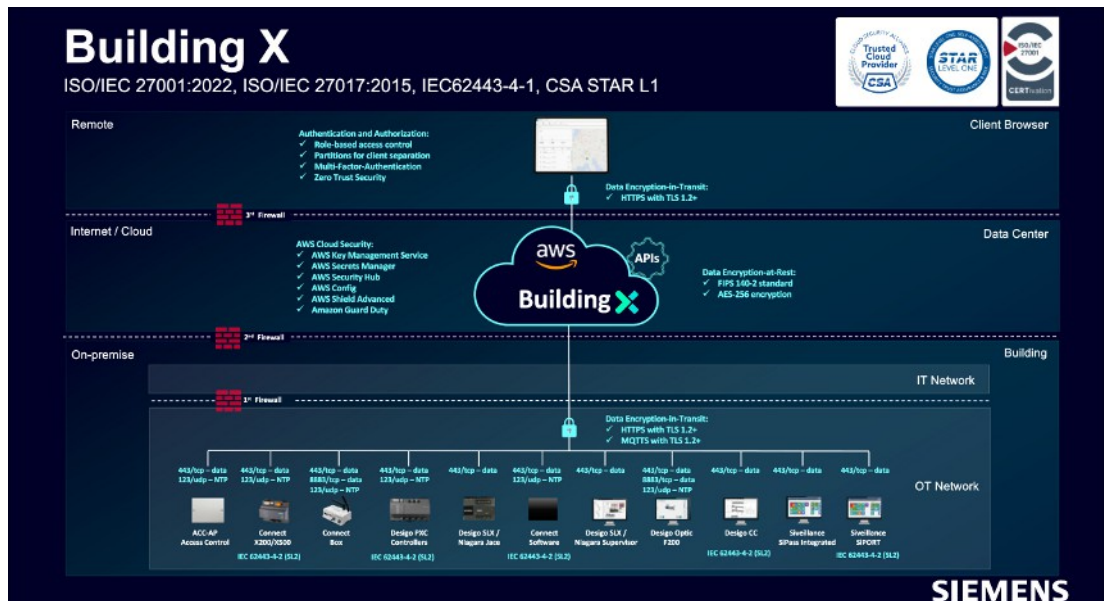 Building X
ISO/IEC 27001:2022, ISO/IEC 27017:2015, IEC62443-4-1, CSA STAR L1
CLOUD SECURITY ALLIANCE
Trusted
Cloud
Provider
CSA
STAR
LEVEL ONE
ISO/IEC
27001
CERTivation
Remote
Client Browser
Authentication and Authorization:
✓ Role-based access control
✓ Partitions for client separation
✓ Multi-Factor-Authentication
✓ Zero Trust Security
Data Encryption-in-Transit:
✓ HTTPS with TLS 1.2+
3rd Firewall
Internet / Cloud
Data Center
AWS Cloud Security:
✓ AWS Key Management Service
✓ AWS Secrets Manager
✓ AWS Security Hub
✓ AWS Config
✓ AWS Shield Advanced
✓ Amazon Guard Duty
aws
APIs
Building X
Data Encryption-at-Rest:
✓ FIPS 140-2 standard
✓ AES-256 encryption
2nd Firewall
On-premise
Building
IT Network
1st Firewall
Data Encryption-in-Transit:
✓ HTTPS with TLS 1.2+
✓ MQTTS with TLS 1.2+
OT Network
443/tcp – data
123/udp – NTP
ACC-AP
Access Control
443/tcp – data
123/udp – NTP
Connect
X200/X300
IEC 62443-4-2 (SL2)
443/tcp – data
8883/tcp – data
123/udp – NTP
Connect
Box
443/tcp – data
123/udp – NTP
Desigo PXC
Controllers
IEC 62443-4-2 (SL2)
443/tcp – data
Desigo SLX /
Niagara Jace
443/tcp – data
123/udp – NTP
Connect
Software
IEC 62443-4-2 (SL2)
443/tcp – data
Desigo SLX /
Niagara Supervisor
443/tcp – data
8883/tcp – data
123/udp – NTP
Desigo Optic
F200
443/tcp – data
Desigo CC
IEC 62443-4-2 (SL2)
443/tcp – data
Siveillance
SiPass Integrated
443/tcp – data
Siveillance
SIPORT
IEC 62443-4-2 (SL2)
SIEMENS